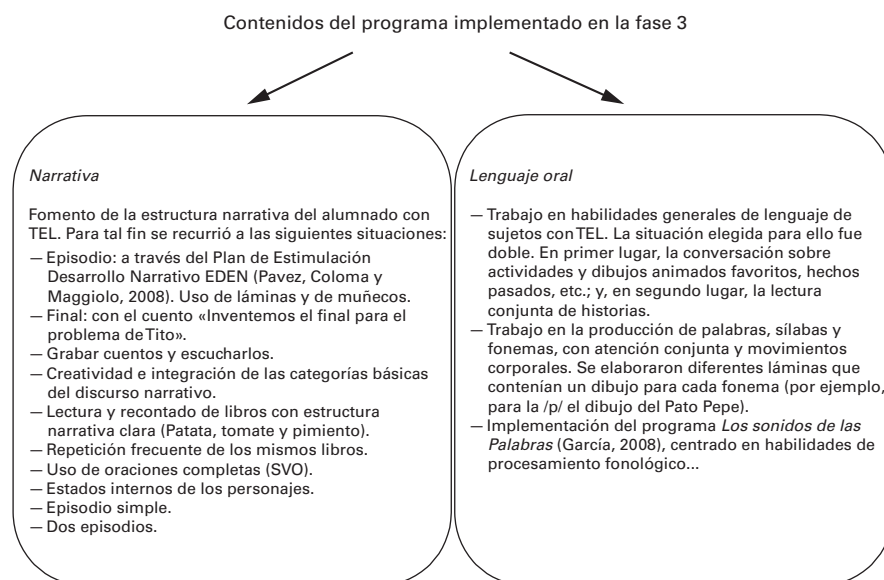 Contenidos del programa implementado en la fase 3
Narrativa
Fomento de la estructura narrativa del alumnado con
TEL. Para tal fin se recurrió a las siguientes situaciones:
— Episodio: a través del Plan de Estimulación
Desarrollo Narrativo EDEN (Pavez, Coloma y
Maggiolo, 2008). Uso de láminas y de muñecos.
— Final: con el cuento «Inventemos el final para el
problema de Tito».
— Grabar cuentos y escucharlos.
— Creatividad e integración de las categorías básicas
del discurso narrativo.
— Lectura y recontado de libros con estructura
narrativa clara (Patata, tomate y pimiento).
— Repetición frecuente de los mismos libros.
— Uso de oraciones completas (SVO).
— Estados internos de los personajes.
— Episodio simple.
— Dos episodios.
Lenguaje oral
— Trabajo en habilidades generales de lenguaje de
sujetos con TEL. La situación elegida para ello fue
doble. En primer lugar, la conversación sobre
actividades y dibujos animados favoritos, hechos
pasados, etc.; y, en segundo lugar, la lectura
conjunta de historias.
— Trabajo en la producción de palabras, sílabas y
fonemas, con atención conjunta y movimientos
corporales. Se elaboraron diferentes láminas que
contenían un dibujo para cada fonema (por ejemplo,
para la /p/ el dibujo del Pato Pepe).
— Implementación del programa Los sonidos de las
Palabras (García, 2008), centrado en habilidades de
procesamiento fonológico...